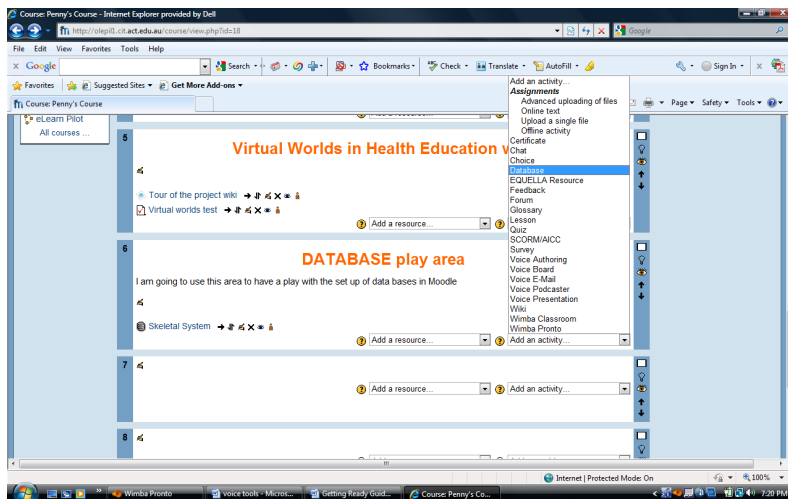 Course: Penny's Course - Internet Explorer provided by Dell
http://olepil1.cit.act.edu.au/course/view.php?id=18
Google
File Edit View Favorites Tools Help
x Google Search Bookmarks Check Translate AutoFill Sign In
Favorites Suggested Sites Get More Add-ons
Course: Penny's Course
Page Safety Tools
Add an activity...
Assignments
Advanced uploading of files
Online text
Upload a single file
Offline activity
Certificate
Chat
Choice
Database
EQUELLA Resource
Feedback
Forum
Glossary
Lesson
Quiz
SCORM/AICC
Survey
Voice Authoring
Voice Board
Voice E-Mail
Voice Podcaster
Voice Presentation
Wiki
Wimba Classroom
Wimba Pronto
eLearn Pilot
All courses ...
5
Virtual Worlds in Health Education
Tour of the project wiki
Virtual worlds test
Add a resource...
6
DATABASE play area
I am going to use this area to have a play with the set up of data bases in Moodle
Skeletal System
Add a resource... Add an activity...
7
Add a resource... Add an activity...
8
Internet | Protected Mode: On 100%
Wimba Pronto voice tools - Micros... Getting Ready Guid... Course: Penny's Co... 7:20 PM